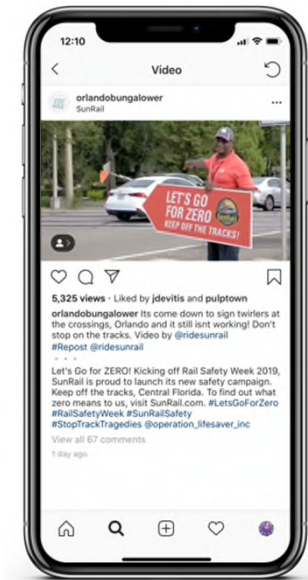 12:10
Video
orlandobungalower
SunRail
LET'S GO
FOR ZERO
KEEP OFF THE TRACKS!
5,325 views · Liked by jdevitis and pulptown
orlandobungalower Its come down to sign twirlers at
the crossings, Orlando and it still isnt working! Don't
stop on the tracks. Video by @ridesunrail
#Repost @ridesunrail
- - -
Let's Go for ZERO! Kicking off Rail Safety Week 2019,
SunRail is proud to launch its new safety campaign.
Keep off the tracks, Central Florida. To find out what
zero means to us, visit SunRail.com. #LetsGoForZero
#RailSafetyWeek #SunRailSafety
#StopTrackTragedies @operation_lifesaver_inc
View all 67 comments
1 day ago